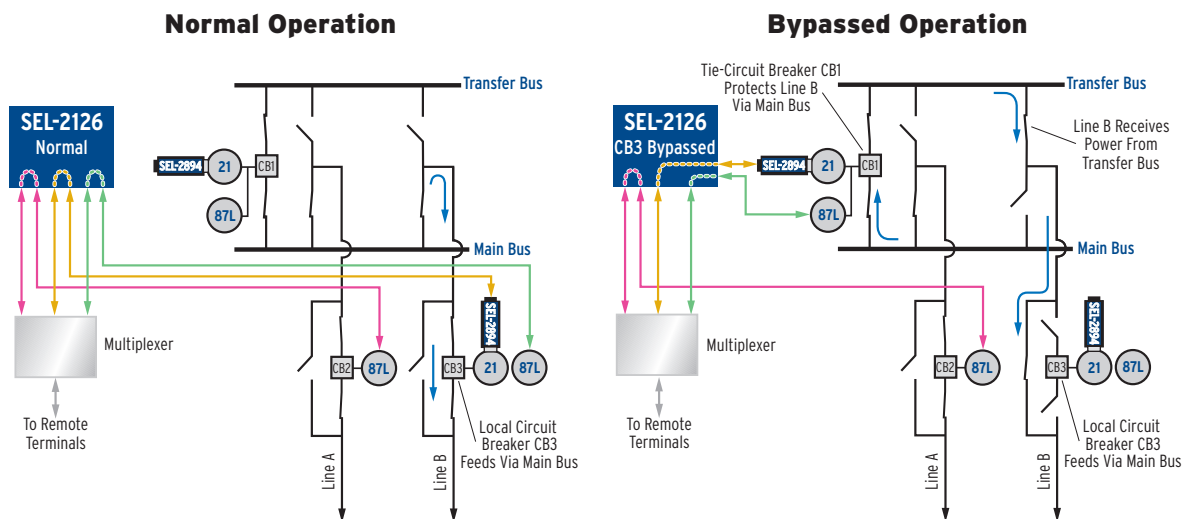 Normal Operation
Transfer Bus
SEL-2126
Normal
SEL-2894
21
CB1
87L
Main Bus
Multiplexer
SEL-2894
CB2
87L
CB3
21
87L
To Remote
Terminals
Local Circuit
Breaker CB3
Feeds Via Main Bus
Line A
Line B
Bypassed Operation
Tie-Circuit Breaker CB1
Protects Line B
Via Main Bus
Transfer Bus
SEL-2126
CB3 Bypassed
Line B Receives
Power From
Transfer Bus
SEL-2894
21
CB1
87L
Main Bus
Multiplexer
SEL-2894
CB2
87L
CB3
21
87L
To Remote
Terminals
Local Circuit
Breaker CB3
Feeds Via Main Bus
Line A
Line B